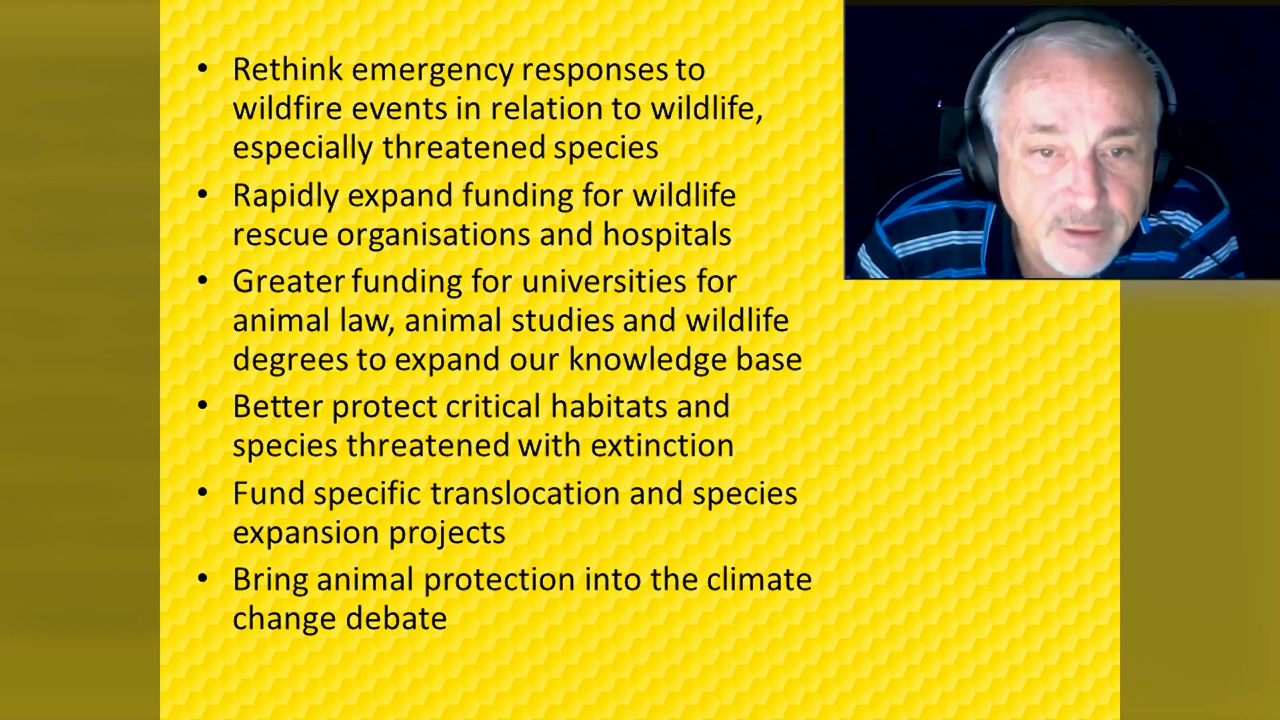 • Rethink emergency responses to
wildfire events in relation to wildlife,
especially threatened species
• Rapidly expand funding for wildlife
rescue organisations and hospitals
• Greater funding for universities for
animal law, animal studies and wildlife
degrees to expand our knowledge base
• Better protect critical habitats and
species threatened with extinction
• Fund specific translocation and species
expansion projects
• Bring animal protection into the climate
change debate